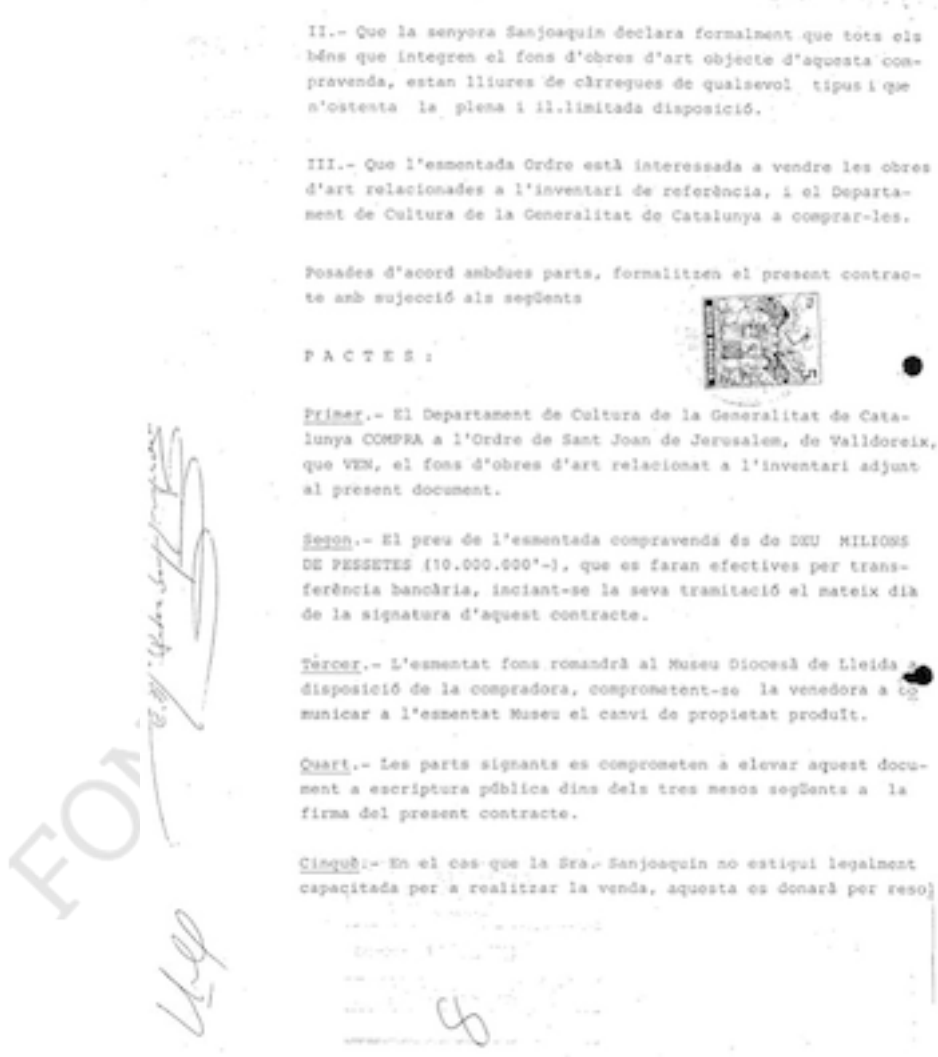 II.- Que la senyora Sanjoaquin declara formalment que tots els
béns que integren el fons d'obres d'art objecte d'aquesta com-
pravenda, estan lliures de càrregues de qualsevol tipus i que
n'ostenta la plena i il.limitada disposició.
III.- Que l'esmentada Ordre està interessada a vendre les obres
d'art relacionades a l'inventari de referència, i el Departa-
ment de Cultura de la Generalitat de Catalunya a comprar-les.
Posades d'acord ambdues parts, formalitzen el present contrac-
te amb sujecció als següents
P A C T E S :
Primer.- El Departament de Cultura de la Generalitat de Cata-
lunya COMPRA a l'Ordre de Sant Joan de Jerusalem, de Valldoreix,
que VEN, el fons d'obres d'art relacionat a l'inventari adjunt
al present document.
Segon.- El preu de l'esmentada compravenda és de DEU MILIONS
DE PESSETES (10.000.000'-), que es faran efectives per trans-
ferència bancària, inciant-se la seva tramitació el mateix dia
de la signatura d'aquest contracte.
Tercer.- L'esmentat fons romandrà al Museu Diocesà de Lleida a
disposició de la compradora, comprometent-se la venedora a co
municar a l'esmentat Museu el canvi de propietat produït.
Quart.- Les parts signants es comprometen a elevar aquest docu-
ment a escriptura pública dins dels tres mesos següents a la
firma del present contracte.
Cinquè:- En el cas que la Sra. Sanjoaquin no estigui legalment
capacitada per a realitzar la venda, aquesta es donarà per resol
FON
8